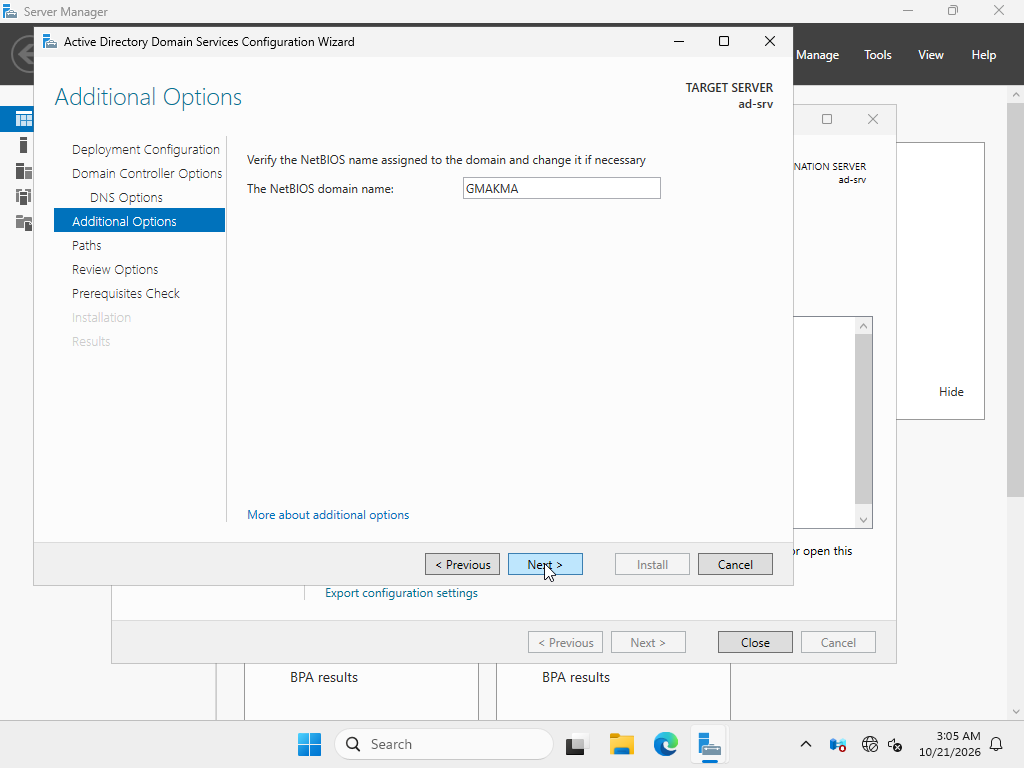 Server Manager
Manage
Tools
View
Help
Active Directory Domain Services Configuration Wizard
Additional Options
TARGET SERVER
ad-srv
Deployment Configuration
Domain Controller Options
DNS Options
Additional Options
Paths
Review Options
Prerequisites Check
Installation
Results
Verify the NetBIOS name assigned to the domain and change it if necessary
The NetBIOS domain name:
GMAKMA
More about additional options
< Previous
Next >
Install
Cancel
NATION SERVER
ad-srv
Hide
or open this
Export configuration settings
< Previous
Next >
Close
Cancel
BPA results
BPA results
Search
3:05 AM
10/21/2026